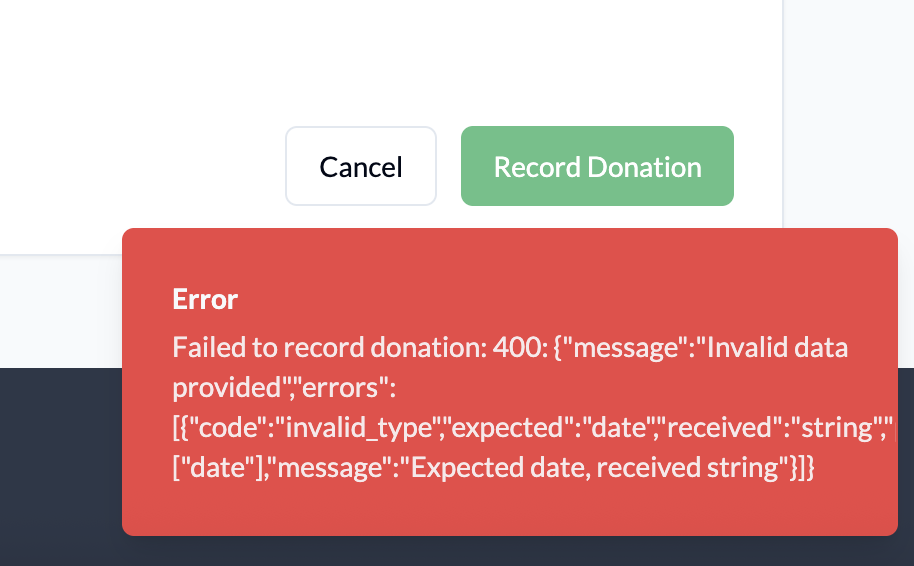 Cancel
Record Donation
Error
Failed to record donation: 400: {"message":"Invalid data
provided","errors":
[{"code":"invalid_type","expected":"date","received":"string","
["date"],"message":"Expected date, received string"}]}